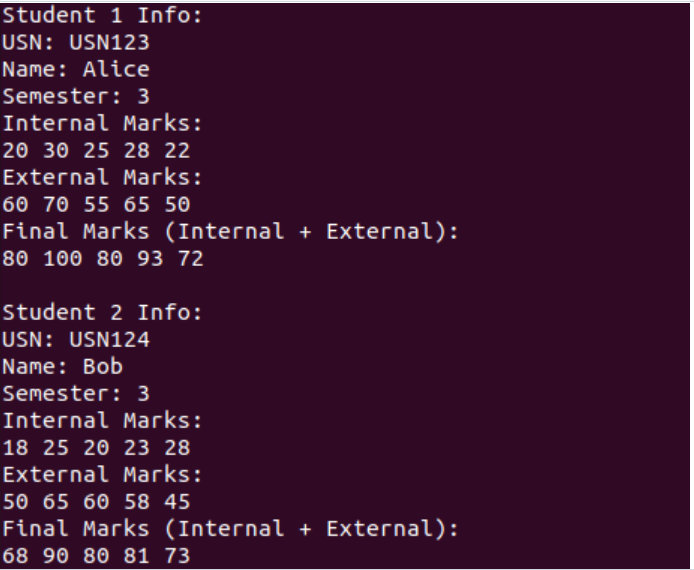 Student 1 Info:
USN: USN123
Name: Alice
Semester: 3
Internal Marks:
20 30 25 28 22
External Marks:
60 70 55 65 50
Final Marks (Internal + External):
80 100 80 93 72

Student 2 Info:
USN: USN124
Name: Bob
Semester: 3
Internal Marks:
18 25 20 23 28
External Marks:
50 65 60 58 45
Final Marks (Internal + External):
68 90 80 81 73